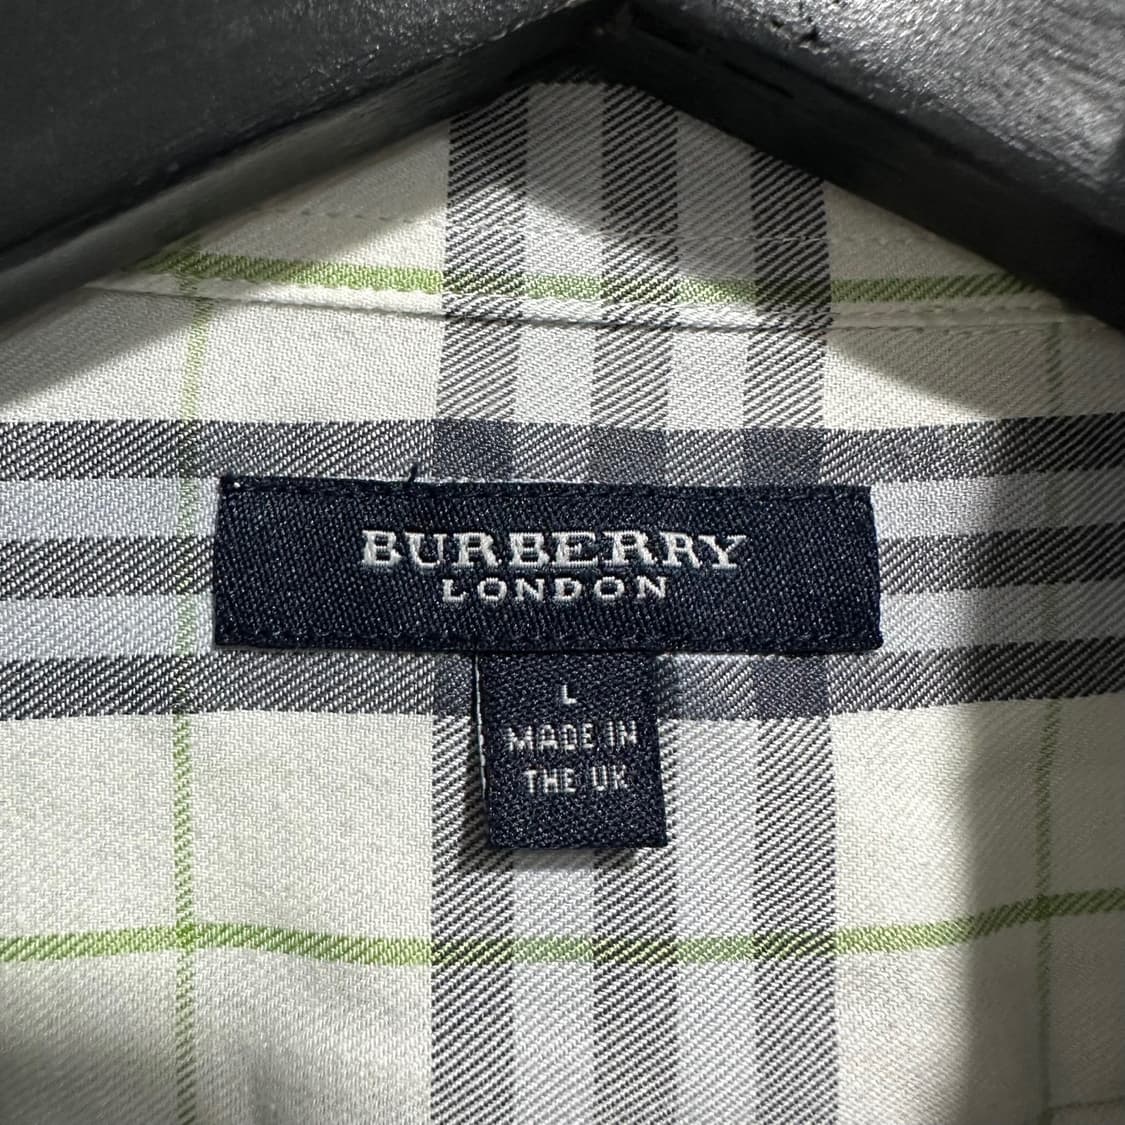 BURBERRY
LONDON
L
MADE IN
THE UK